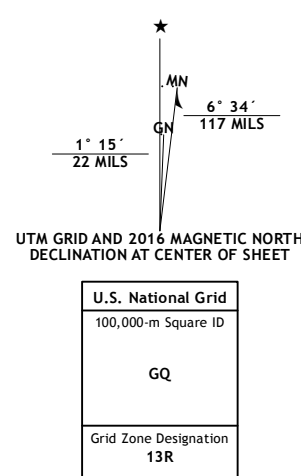 ★
MN
GN
6° 34´
117 MILS
1° 15´
22 MILS
UTM GRID AND 2016 MAGNETIC NORTH
DECLINATION AT CENTER OF SHEET
U.S. National Grid
100,000-m Square ID
GQ
Grid Zone Designation
13R